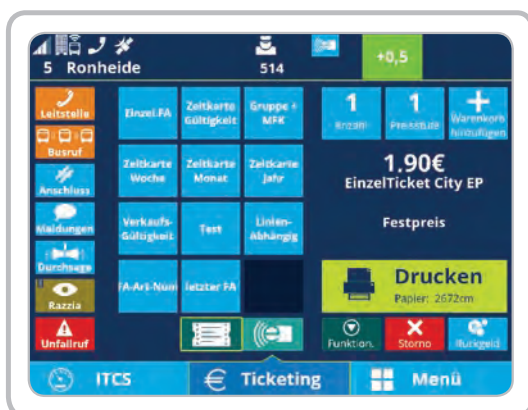 5 Ronheide
514
+0,5
Leitstelle
Busruf
Anschluss
Meldungen
Durchsage
Razzia
Unfallruf
Einzel.FA
Zeitkarte Gültigkeit
Gruppe + MFK
Zeitkarte Woche
Zeitkarte Monat
Zeitkarte Jahr
Verkaufs-Gültigkeit
Test
Linien-Abhängig
FA-Art-Num
letzter FA
1
Anzahl
1
Preisstufe
Warenkorb hinzufügen
1.90€
EinzelTicket City EP
Festpreis
Drucken
Papier: 2672cm
Funktion.
Storno
Rückgeld
ITCS
€ Ticketing
Menü